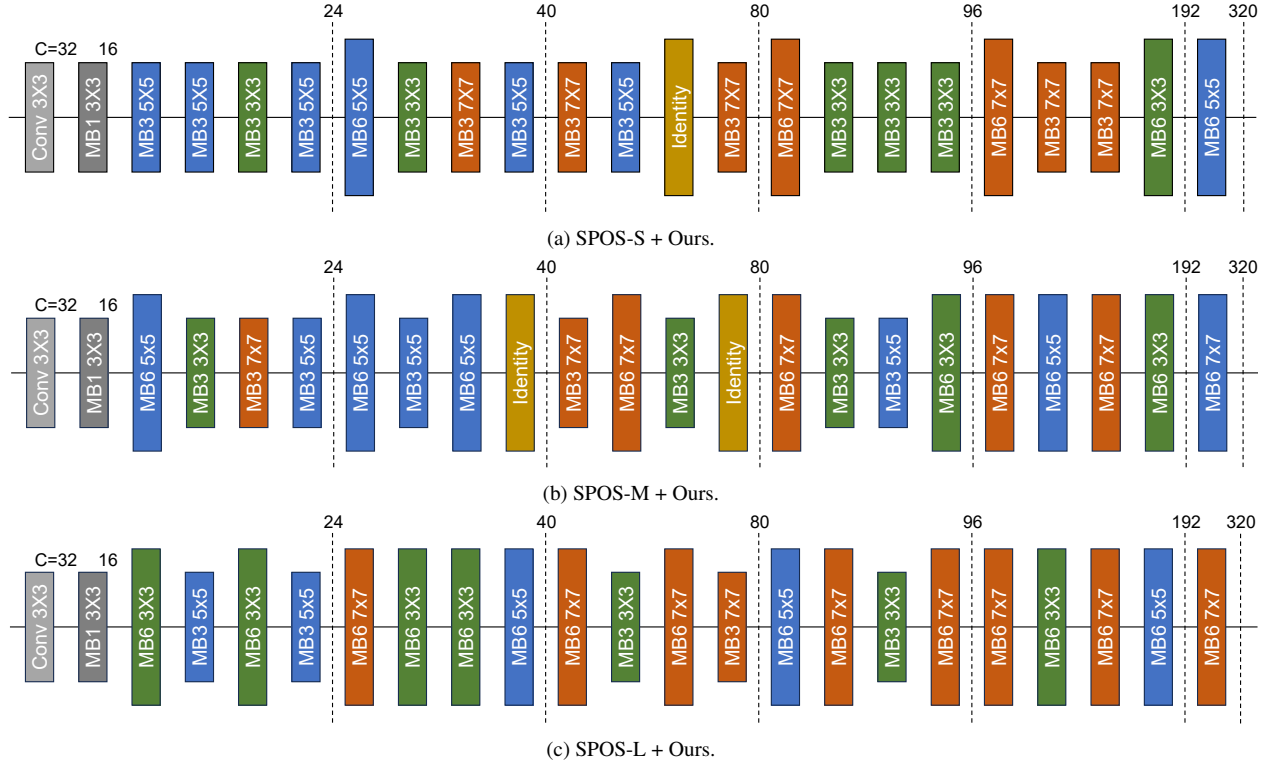 24 40 80 96 192 320
C=32 16
Conv 3X3 MB1 3X3 MB3 5X5 MB3 5X5 MB3 3X3 MB3 5X5 MB6 5X5 MB3 3X3 MB3 7X7 MB3 5X5 MB3 7X7 MB3 5X5 Identity MB3 7X7 MB6 7X7 MB3 3X3 MB3 3X3 MB3 3X3 MB6 7x7 MB3 7x7 MB3 7x7 MB6 3X3 MB6 5x5
(a) SPOS-S + Ours.
24 40 80 96 192 320
C=32 16
Conv 3X3 MB1 3X3 MB6 5x5 MB3 3X3 MB3 7x7 MB3 5x5 MB6 5x5 MB3 5x5 MB6 5x5 Identity MB3 7x7 MB6 7x7 MB3 3X3 Identity MB6 7x7 MB3 3X3 MB3 5x5 MB6 3X3 MB6 7x7 MB6 5x5 MB6 7x7 MB6 3X3 MB6 7x7
(b) SPOS-M + Ours.
24 40 80 96 192 320
C=32 16
Conv 3X3 MB1 3X3 MB6 3X3 MB3 5x5 MB6 3X3 MB3 5x5 MB6 7x7 MB6 3X3 MB6 3X3 MB6 5x5 MB6 7x7 MB3 3X3 MB6 7x7 MB3 7x7 MB6 5x5 MB6 7x7 MB3 3X3 MB6 7x7 MB6 7x7 MB6 3X3 MB6 7x7 MB6 5x5 MB6 7x7
(c) SPOS-L + Ours.